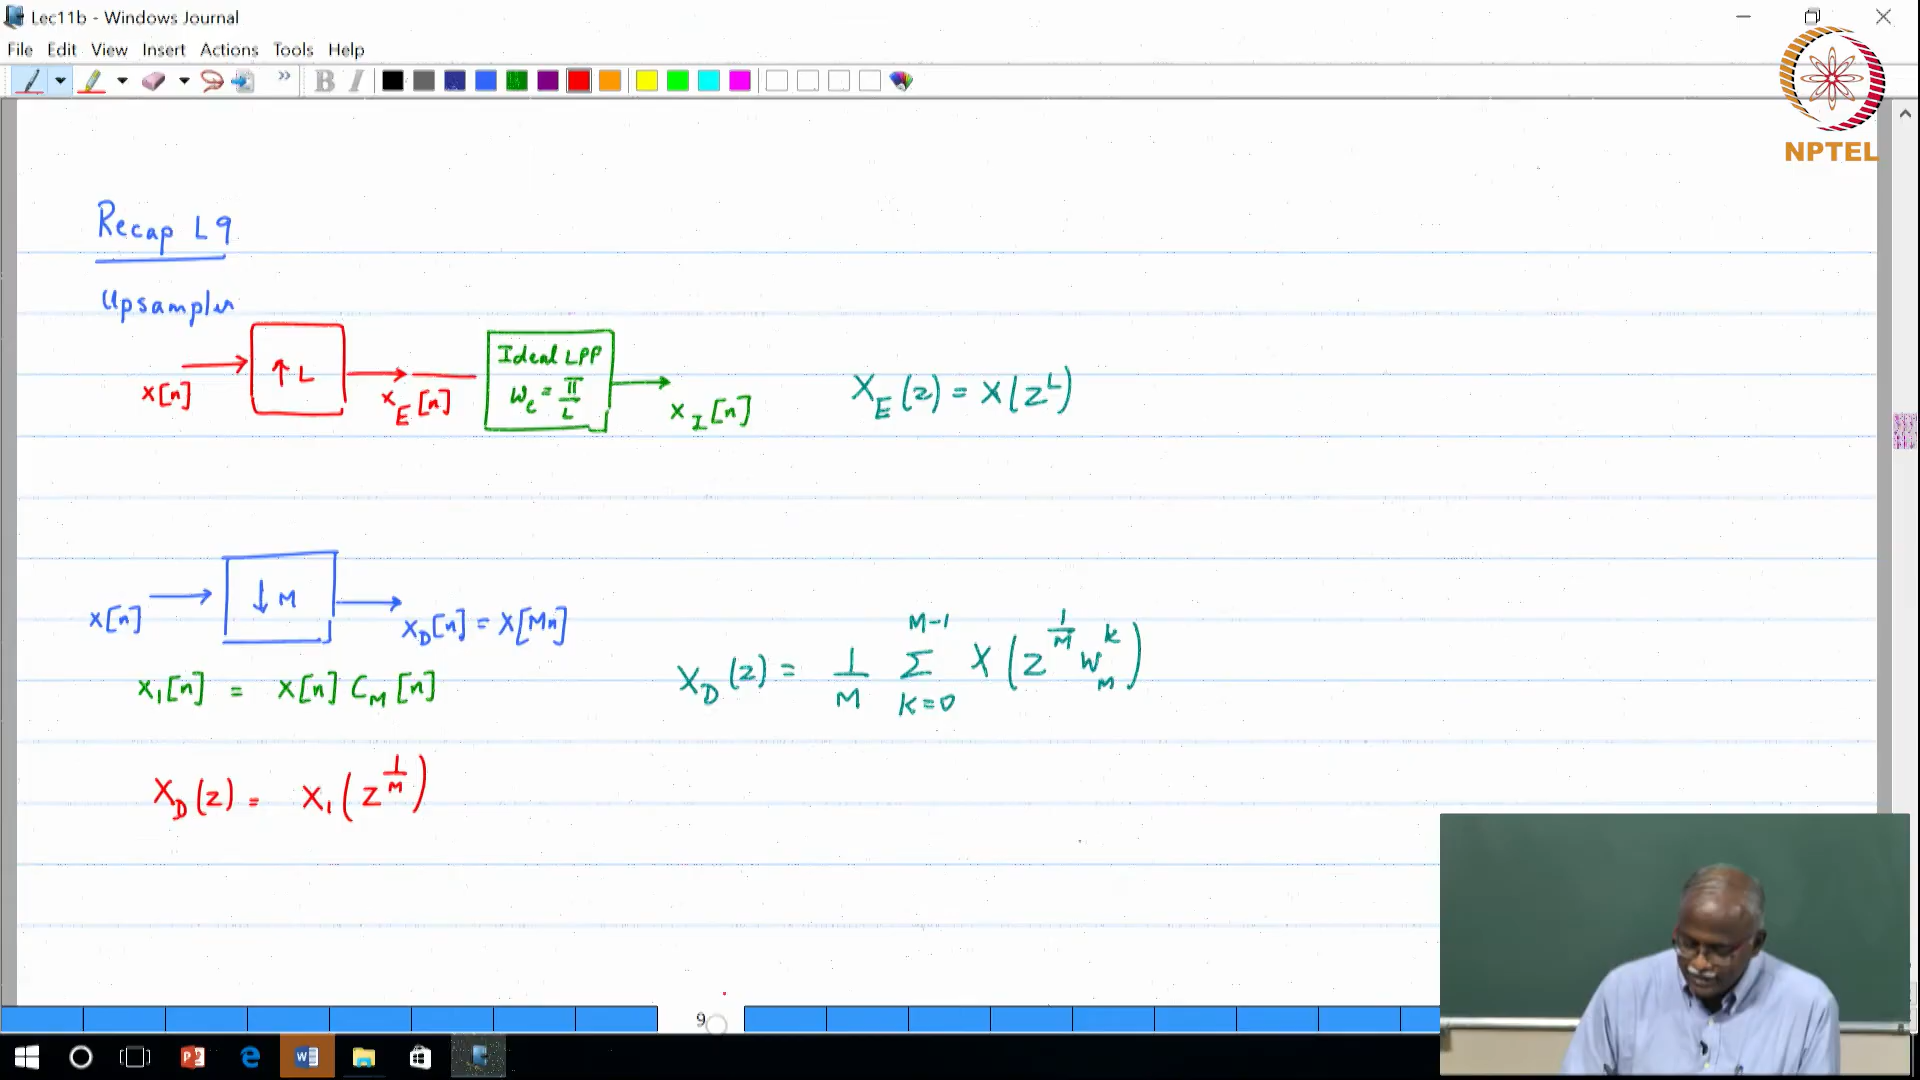 Lec11b - Windows Journal
File Edit View Insert Actions Tools Help
NPTEL
Recap L9
Upsampler
x[n] ↑ L x_E[n] Ideal LPF ω_c = π/L x_I[n] X_E(z) = X(z^L)
x[n] ↓ M x_D[n] = x[Mn]
x_1[n] = x[n] C_M[n] X_D(z) = 1/M Σ_{k=0}^{M-1} X(z^{1/M} W_M^k)
X_D(z) = X_1(z^{1/M})
9